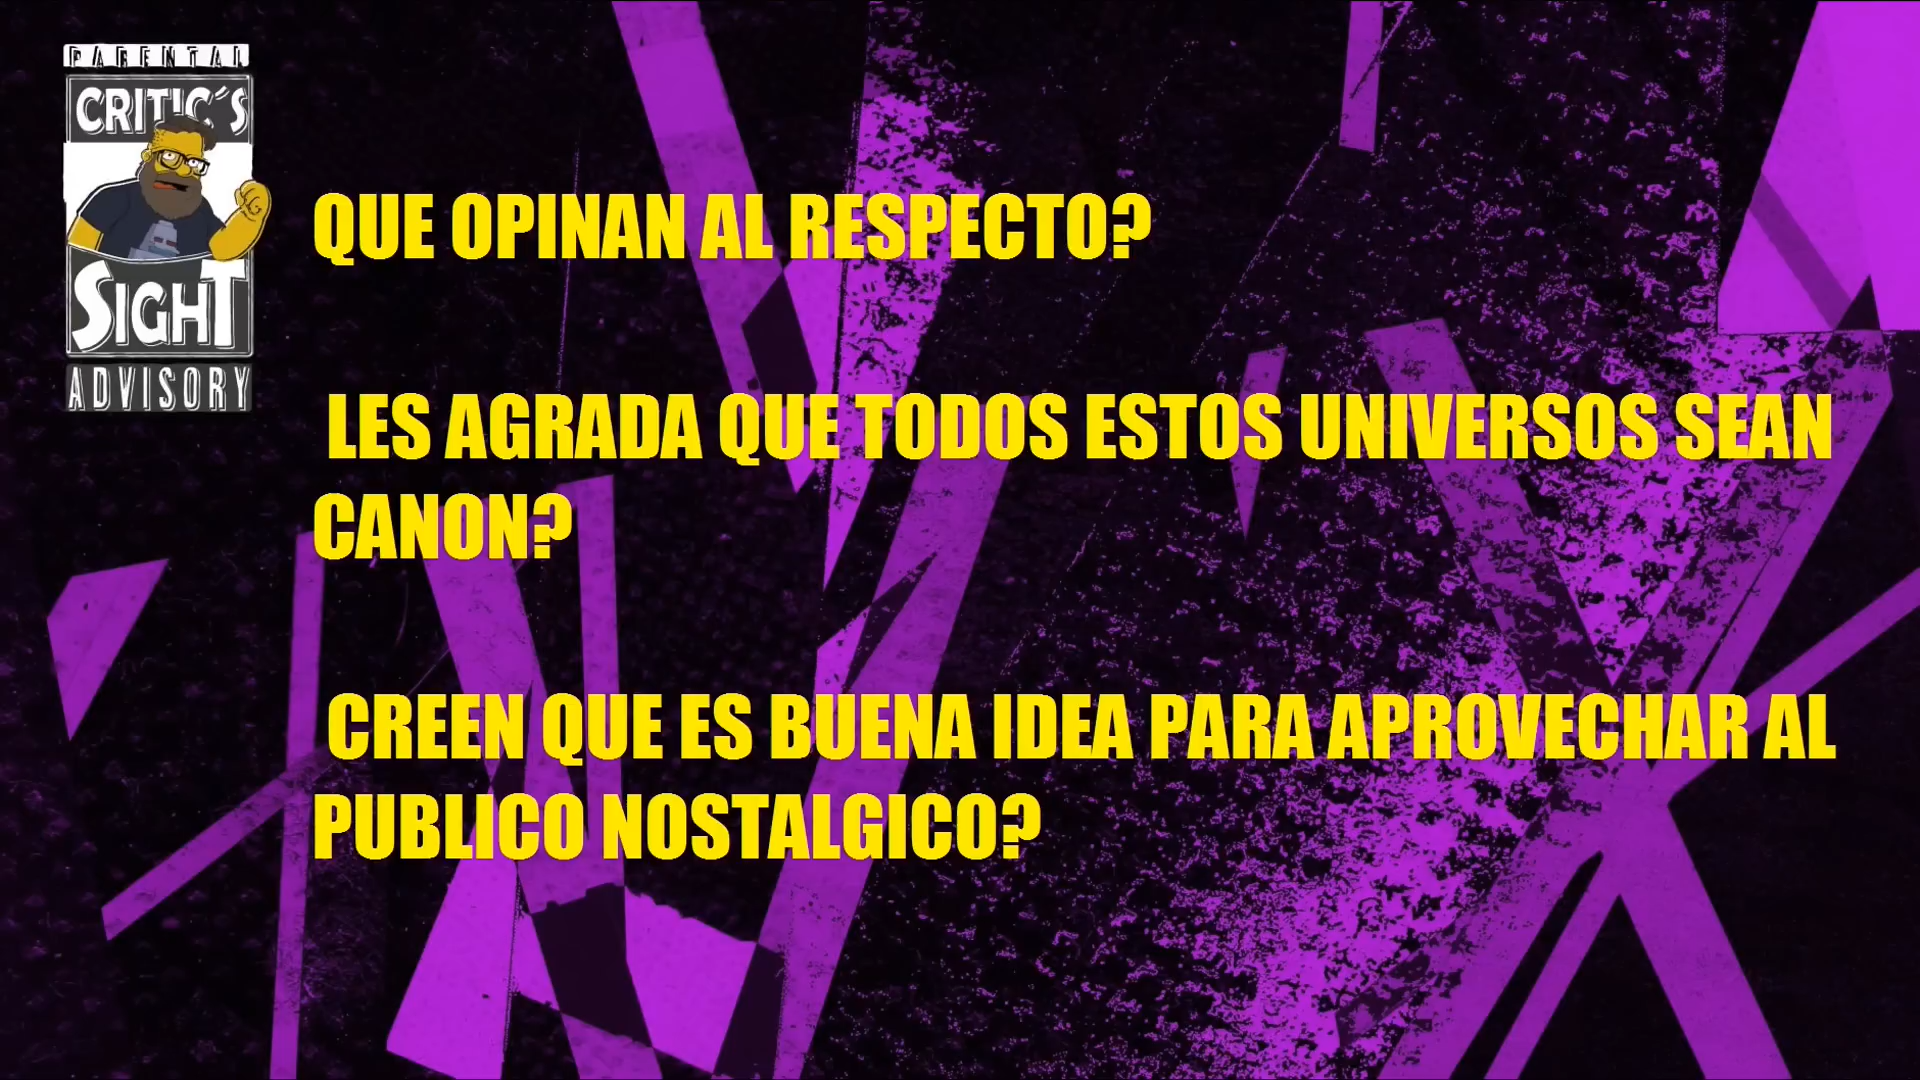 PARENTAL
CRITIC´S
SIGHT
ADVISORY
QUE OPINAN AL RESPECTO?
LES AGRADA QUE TODOS ESTOS UNIVERSOS SEAN
CANON?
CREEN QUE ES BUENA IDEA PARA APROVECHAR AL
PUBLICO NOSTALGICO?